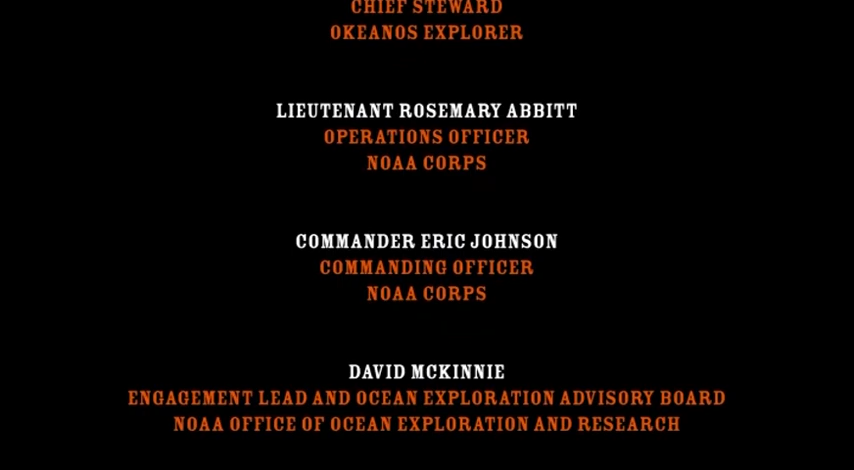 CHIEF STEWARD
OKEANOS EXPLORER
LIEUTENANT ROSEMARY ABBITT
OPERATIONS OFFICER
NOAA CORPS
COMMANDER ERIC JOHNSON
COMMANDING OFFICER
NOAA CORPS
DAVID MCKINNIE
ENGAGEMENT LEAD AND OCEAN EXPLORATION ADVISORY BOARD
NOAA OFFICE OF OCEAN EXPLORATION AND RESEARCH